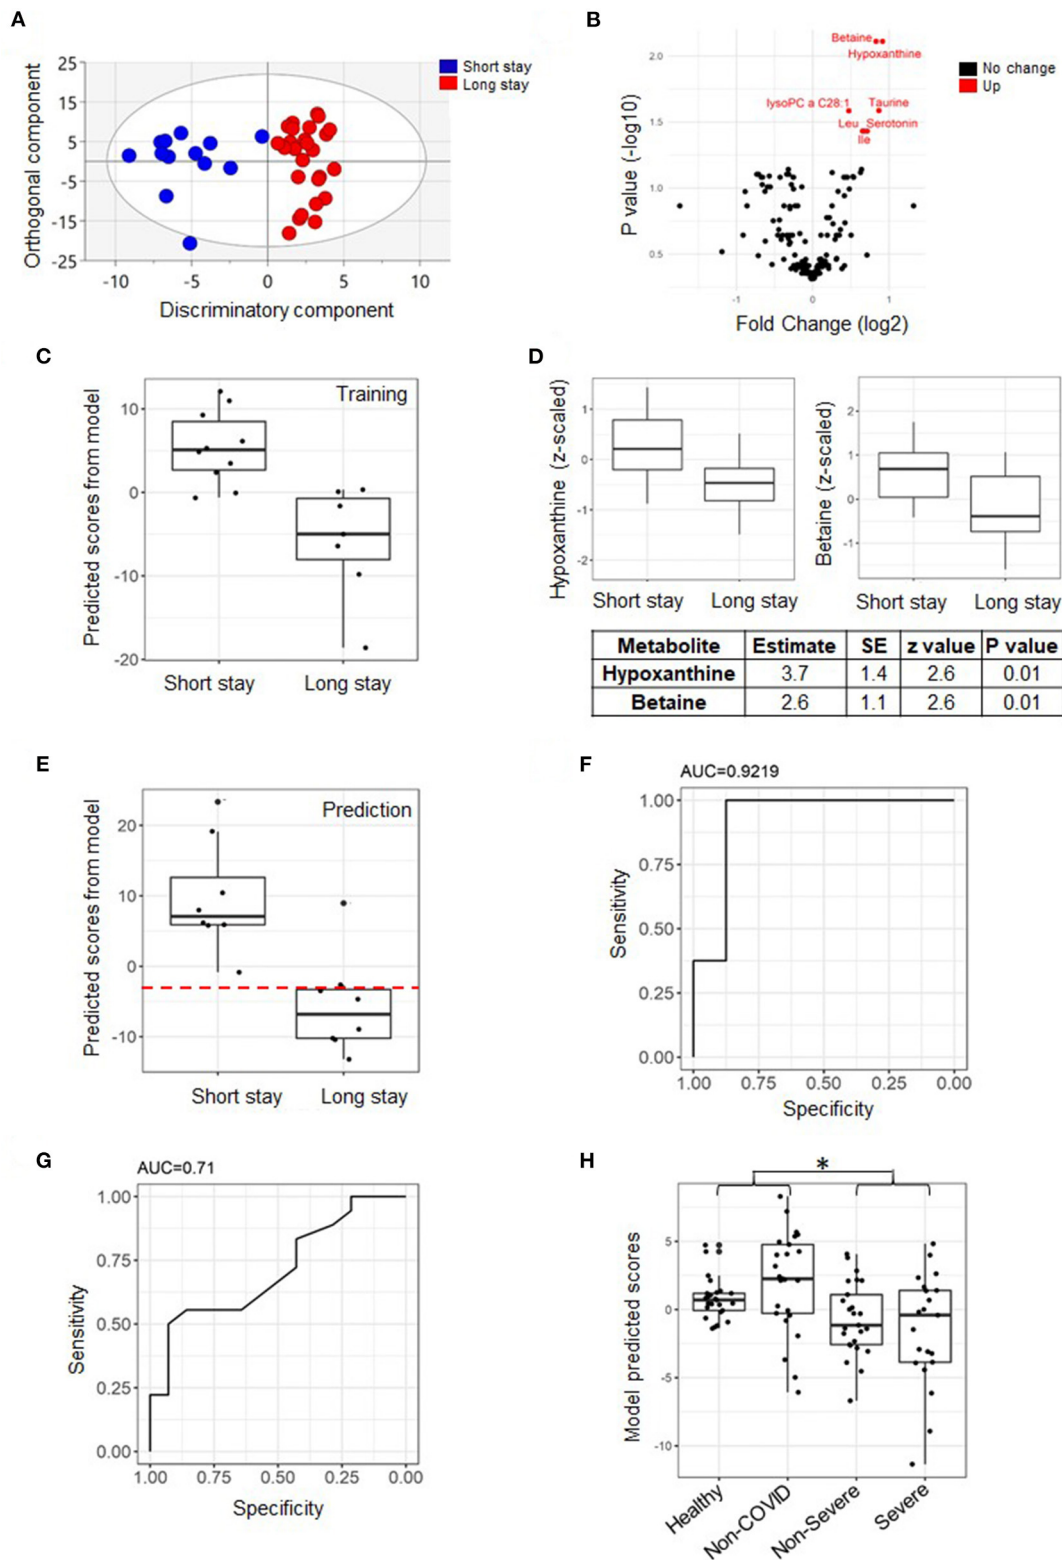 A
25
15
5
-5
-15
-25
-10
-5
0
5
10
Orthogonal component
Discriminatory component
Short stay
Long stay
B
2.0
1.5
1.0
0.5
-1
0
1
P value (-log10)
Fold Change (log2)
Betaine
Hypoxanthine
lysoPC a C28:1
Taurine
Leu
Serotonin
Ile
No change
Up
C
Training
10
0
-10
-20
Predicted scores from model
Short stay
Long stay
D
1
0
-1
-2
Hypoxanthine (z-scaled)
Short stay
Long stay
2
1
0
-1
Betaine (z-scaled)
Short stay
Long stay
Metabolite Estimate SE z value P value
Hypoxanthine 3.7 1.4 2.6 0.01
Betaine 2.6 1.1 2.6 0.01
E
Prediction
20
10
0
-10
Predicted scores from model
Short stay
Long stay
F
AUC=0.9219
1.00
0.75
0.50
0.25
0.00
Sensitivity
1.00
0.75
0.50
0.25
0.00
Specificity
G
AUC=0.71
1.00
0.75
0.50
0.25
0.00
Sensitivity
1.00
0.75
0.50
0.25
0.00
Specificity
H
*
5
0
-5
-10
Model predicted scores
Healthy
Non-COVID
Non-Severe
Severe